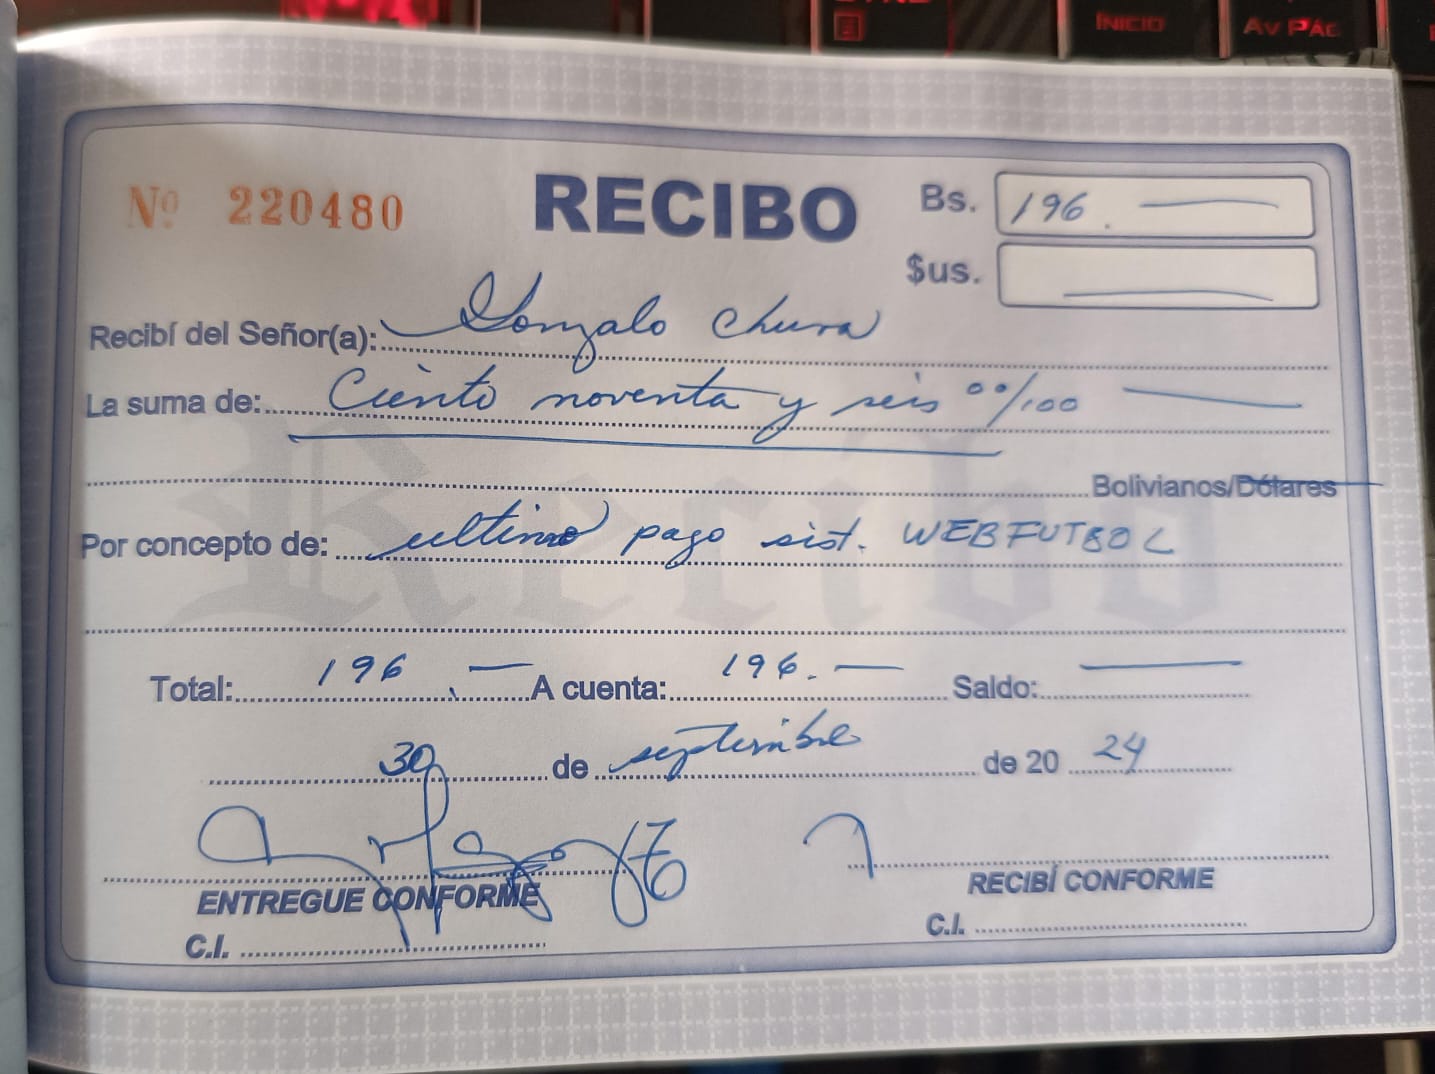 INICIO
AV PÁG
Nº 220480
RECIBO
Bs. 196.
$us.
Recibí del Señor(a): Gonzalo Chura
La suma de: Ciento noventa y seis 00/100
Bolivianos/Dólares
Por concepto de: ultimo pago sist. WEBFUTBOL
Total: 196 A cuenta: 196. Saldo:
30 de septiembre de 20 24
ENTREGUE CONFORME
RECIBÍ CONFORME
C.I.
C.I.
Recibo